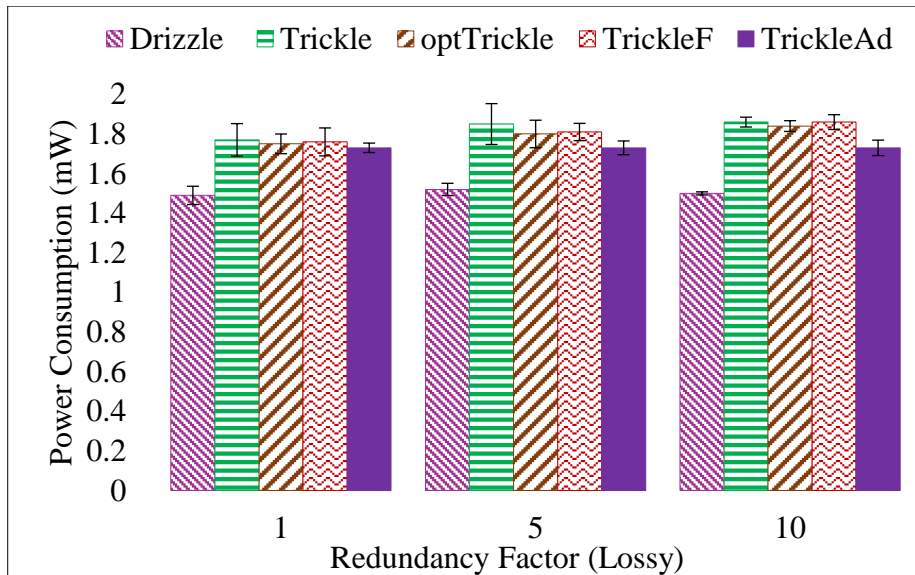 Drizzle Trickle optTrickle TrickleF TrickleAd
Power Consumption (mW)
2
1.8
1.6
1.4
1.2
1
0.8
0.6
0.4
0.2
0
1 5 10
Redundancy Factor (Lossy)